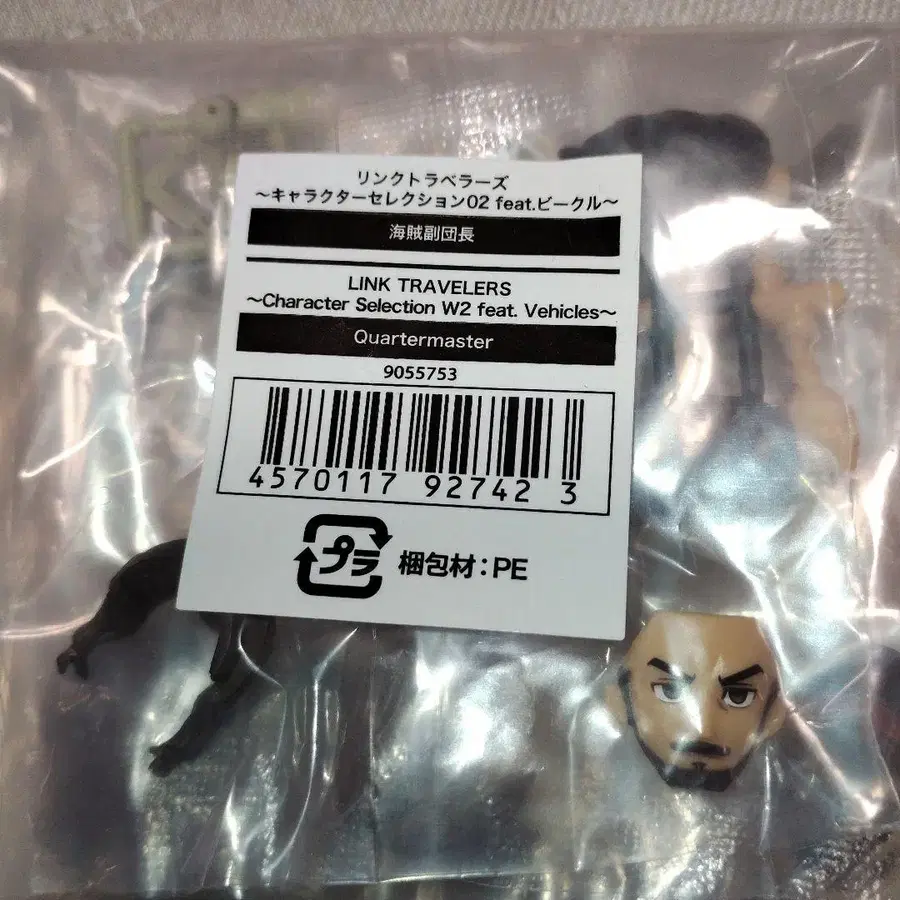 リンクトラベラーズ
～キャラクターセレクション02 feat.ビークル～
海賊副団長
LINK TRAVELERS
～Character Selection W2 feat. Vehicles～
Quartermaster
9055753
4570117 92742 3
プラ 梱包材：PE